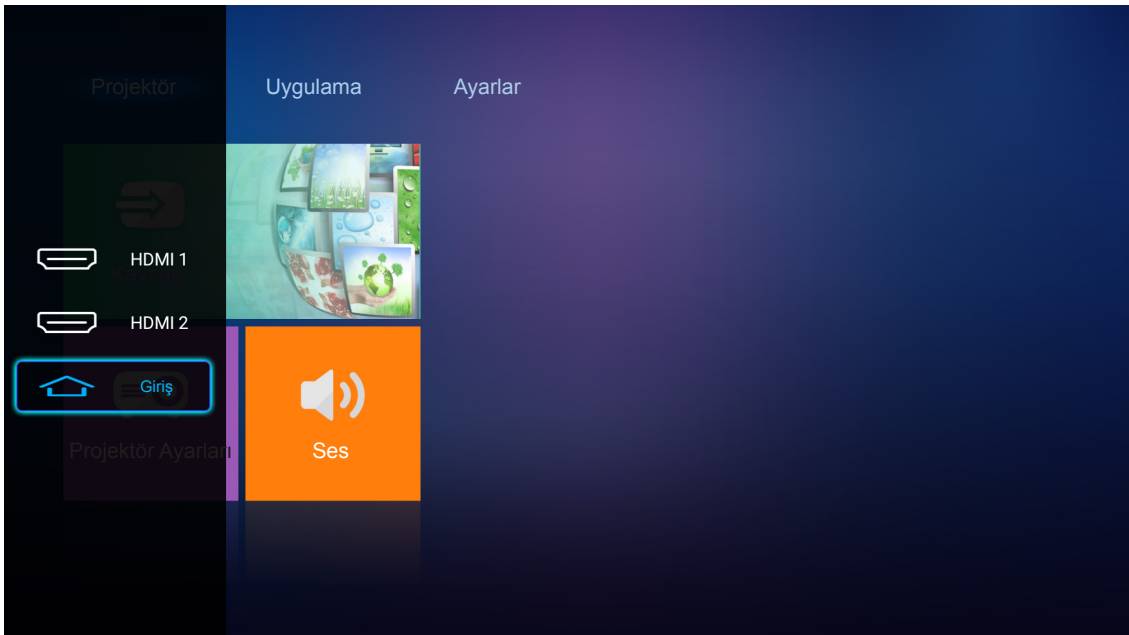 Projektör
Uygulama
Ayarlar
HDMI 1
HDMI 2
Giriş
Projektör Ayarları
Ses